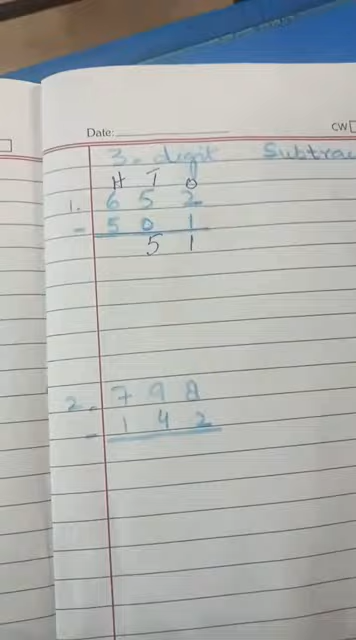 Date:
CW
3. digit Subtrac
H T O
1. 6 5 2
- 5 0 1
5 1
2. 7 9 8
- 1 4 2